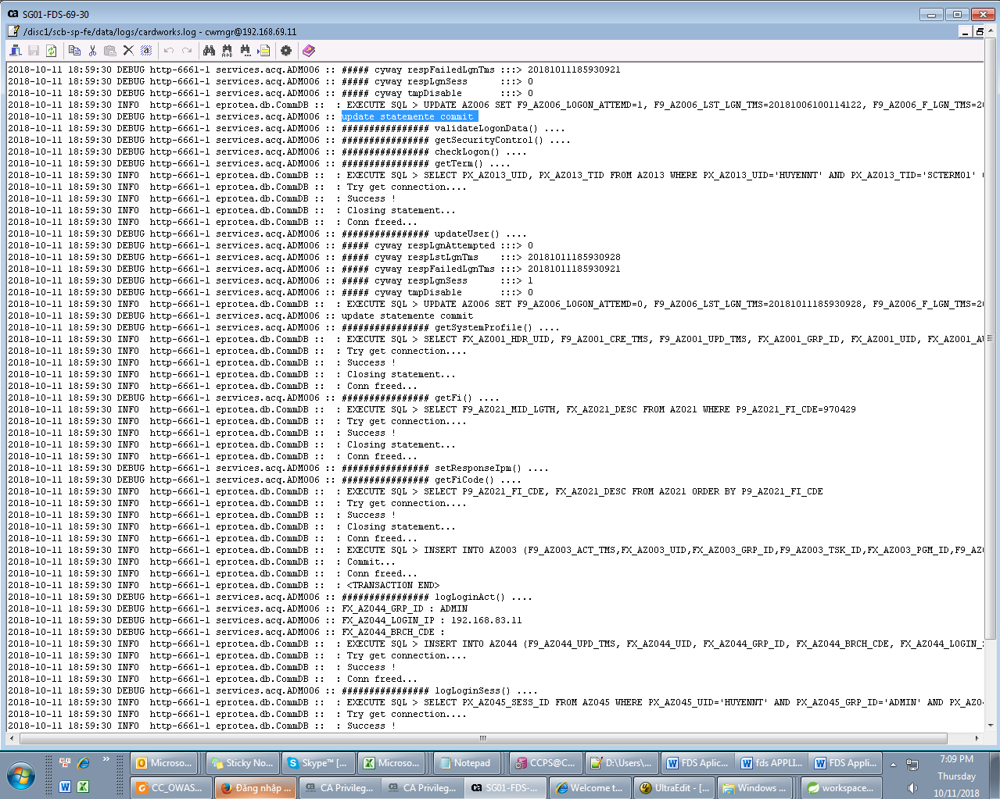 SG01-FDS-69-30
/disc1/scb-sp-fe/data/logs/cardworks.log - cwmgr@192.168.69.11
2018-10-11 18:59:30 DEBUG http-6661-1 services.acq.ADM006 :: ##### cyway respFailedLgnTms :::> 20181011185930921
2018-10-11 18:59:30 DEBUG http-6661-1 services.acq.ADM006 :: ##### cyway respLgnSess      :::> 0
2018-10-11 18:59:30 DEBUG http-6661-1 services.acq.ADM006 :: ##### cyway tmpDisable       :::> 0
2018-10-11 18:59:30 INFO  http-6661-1 eprotea.db.CommDB ::  : EXECUTE SQL > UPDATE AZ006 SET F9_AZ006_LOGON_ATTEMD=1, F9_AZ006_LST_LGN_TMS=20181006100114122, F9_AZ006_F_LGN_TMS=20
2018-10-11 18:59:30 DEBUG http-6661-1 services.acq.ADM006 :: update statemente commit
2018-10-11 18:59:30 DEBUG http-6661-1 services.acq.ADM006 :: ################ validateLogonData() ....
2018-10-11 18:59:30 DEBUG http-6661-1 services.acq.ADM006 :: ################ getSecurityControl() ....
2018-10-11 18:59:30 DEBUG http-6661-1 services.acq.ADM006 :: ################ checkLogon() ....
2018-10-11 18:59:30 DEBUG http-6661-1 services.acq.ADM006 :: ################ getTerm() ....
2018-10-11 18:59:30 INFO  http-6661-1 eprotea.db.CommDB ::  : EXECUTE SQL > SELECT PX_AZ013_UID, PX_AZ013_TID FROM AZ013 WHERE PX_AZ013_UID='HUYENNT' AND PX_AZ013_TID='SCTERM01'
2018-10-11 18:59:30 INFO  http-6661-1 eprotea.db.CommDB ::  : Try get connection....
2018-10-11 18:59:30 INFO  http-6661-1 eprotea.db.CommDB ::  : Success !
2018-10-11 18:59:30 INFO  http-6661-1 eprotea.db.CommDB ::  : Closing statement...
2018-10-11 18:59:30 INFO  http-6661-1 eprotea.db.CommDB ::  : Conn freed...
2018-10-11 18:59:30 DEBUG http-6661-1 services.acq.ADM006 :: ################ updateUser() ....
2018-10-11 18:59:30 DEBUG http-6661-1 services.acq.ADM006 :: ##### cyway respLgnAttempted :::> 0
2018-10-11 18:59:30 DEBUG http-6661-1 services.acq.ADM006 :: ##### cyway respLstLgnTms    :::> 20181011185930928
2018-10-11 18:59:30 DEBUG http-6661-1 services.acq.ADM006 :: ##### cyway respFailedLgnTms :::> 20181011185930921
2018-10-11 18:59:30 DEBUG http-6661-1 services.acq.ADM006 :: ##### cyway respLgnSess      :::> 1
2018-10-11 18:59:30 DEBUG http-6661-1 services.acq.ADM006 :: ##### cyway tmpDisable       :::> 0
2018-10-11 18:59:30 INFO  http-6661-1 eprotea.db.CommDB ::  : EXECUTE SQL > UPDATE AZ006 SET F9_AZ006_LOGON_ATTEMD=0, F9_AZ006_LST_LGN_TMS=20181011185930928, F9_AZ006_F_LGN_TMS=20
2018-10-11 18:59:30 DEBUG http-6661-1 services.acq.ADM006 :: update statemente commit
2018-10-11 18:59:30 DEBUG http-6661-1 services.acq.ADM006 :: ################ getSystemProfile() ....
2018-10-11 18:59:30 INFO  http-6661-1 eprotea.db.CommDB ::  : EXECUTE SQL > SELECT FX_AZ001_HDR_UID, F9_AZ001_CRE_TMS, F9_AZ001_UPD_TMS, FX_AZ001_GRP_ID, FX_AZ001_UID, FX_AZ001_AU
2018-10-11 18:59:30 INFO  http-6661-1 eprotea.db.CommDB ::  : Try get connection....
2018-10-11 18:59:30 INFO  http-6661-1 eprotea.db.CommDB ::  : Success !
2018-10-11 18:59:30 INFO  http-6661-1 eprotea.db.CommDB ::  : Closing statement...
2018-10-11 18:59:30 INFO  http-6661-1 eprotea.db.CommDB ::  : Conn freed...
2018-10-11 18:59:30 DEBUG http-6661-1 services.acq.ADM006 :: ################ getFi() ....
2018-10-11 18:59:30 INFO  http-6661-1 eprotea.db.CommDB ::  : EXECUTE SQL > SELECT F9_AZ021_MID_LGTH, FX_AZ021_DESC FROM AZ021 WHERE P9_AZ021_FI_CDE=970429
2018-10-11 18:59:30 INFO  http-6661-1 eprotea.db.CommDB ::  : Try get connection....
2018-10-11 18:59:30 INFO  http-6661-1 eprotea.db.CommDB ::  : Success !
2018-10-11 18:59:30 INFO  http-6661-1 eprotea.db.CommDB ::  : Closing statement...
2018-10-11 18:59:30 INFO  http-6661-1 eprotea.db.CommDB ::  : Conn freed...
2018-10-11 18:59:30 DEBUG http-6661-1 services.acq.ADM006 :: ################ setResponseIpm() ....
2018-10-11 18:59:30 DEBUG http-6661-1 services.acq.ADM006 :: ################ getFiCode() ....
2018-10-11 18:59:30 INFO  http-6661-1 eprotea.db.CommDB ::  : EXECUTE SQL > SELECT P9_AZ021_FI_CDE, FX_AZ021_DESC FROM AZ021 ORDER BY P9_AZ021_FI_CDE
2018-10-11 18:59:30 INFO  http-6661-1 eprotea.db.CommDB ::  : Try get connection....
2018-10-11 18:59:30 INFO  http-6661-1 eprotea.db.CommDB ::  : Success !
2018-10-11 18:59:30 INFO  http-6661-1 eprotea.db.CommDB ::  : Closing statement...
2018-10-11 18:59:30 INFO  http-6661-1 eprotea.db.CommDB ::  : Conn freed...
2018-10-11 18:59:30 INFO  http-6661-1 eprotea.db.CommDB ::  : EXECUTE SQL > INSERT INTO AZ003 (F9_AZ003_ACT_TMS,FX_AZ003_UID,FX_AZ003_GRP_ID,F9_AZ003_TSK_ID,FX_AZ003_PGM_ID,F9_AZ0
2018-10-11 18:59:30 INFO  http-6661-1 eprotea.db.CommDB ::  : Commit...
2018-10-11 18:59:30 INFO  http-6661-1 eprotea.db.CommDB ::  : Conn freed...
2018-10-11 18:59:30 INFO  http-6661-1 eprotea.db.CommDB ::  : <TRANSACTION END>
2018-10-11 18:59:30 DEBUG http-6661-1 services.acq.ADM006 :: ################ logLoginAct() ....
2018-10-11 18:59:30 DEBUG http-6661-1 services.acq.ADM006 :: FX_AZ044_GRP_ID : ADMIN
2018-10-11 18:59:30 DEBUG http-6661-1 services.acq.ADM006 :: FX_AZ044_LOGIN_IP : 192.168.83.11
2018-10-11 18:59:30 DEBUG http-6661-1 services.acq.ADM006 :: FX_AZ044_BRCH_CDE :
2018-10-11 18:59:30 INFO  http-6661-1 eprotea.db.CommDB ::  : EXECUTE SQL > INSERT INTO AZ044 (F9_AZ044_UPD_TMS, FX_AZ044_UID, FX_AZ044_GRP_ID, FX_AZ044_BRCH_CDE, FX_AZ044_LOGIN_
2018-10-11 18:59:30 INFO  http-6661-1 eprotea.db.CommDB ::  : Try get connection....
2018-10-11 18:59:30 INFO  http-6661-1 eprotea.db.CommDB ::  : Success !
2018-10-11 18:59:30 INFO  http-6661-1 eprotea.db.CommDB ::  : Conn freed...
2018-10-11 18:59:30 DEBUG http-6661-1 services.acq.ADM006 :: ################ logLoginSess() ....
2018-10-11 18:59:30 INFO  http-6661-1 eprotea.db.CommDB ::  : EXECUTE SQL > SELECT PX_AZ045_SESS_ID FROM AZ045 WHERE PX_AZ045_UID='HUYENNT' AND PX_AZ045_GRP_ID='ADMIN' AND PX_AZ04
2018-10-11 18:59:30 INFO  http-6661-1 eprotea.db.CommDB ::  : Try get connection....
2018-10-11 18:59:30 INFO  http-6661-1 eprotea.db.CommDB ::  : Success !
Microso... Sticky No... Skype™ [... Microso... Notepad CCPS@C... D:\Users\... FDS Aplic... fds APPLI... FDS Appli... 7:09 PM
Thursday
CC_OWAS... Đăng nhập ... CA Privileg... CA Privileg... SG01-FDS-... Welcome t... UltraEdit - [... Windows ... workspace... 10/11/2018